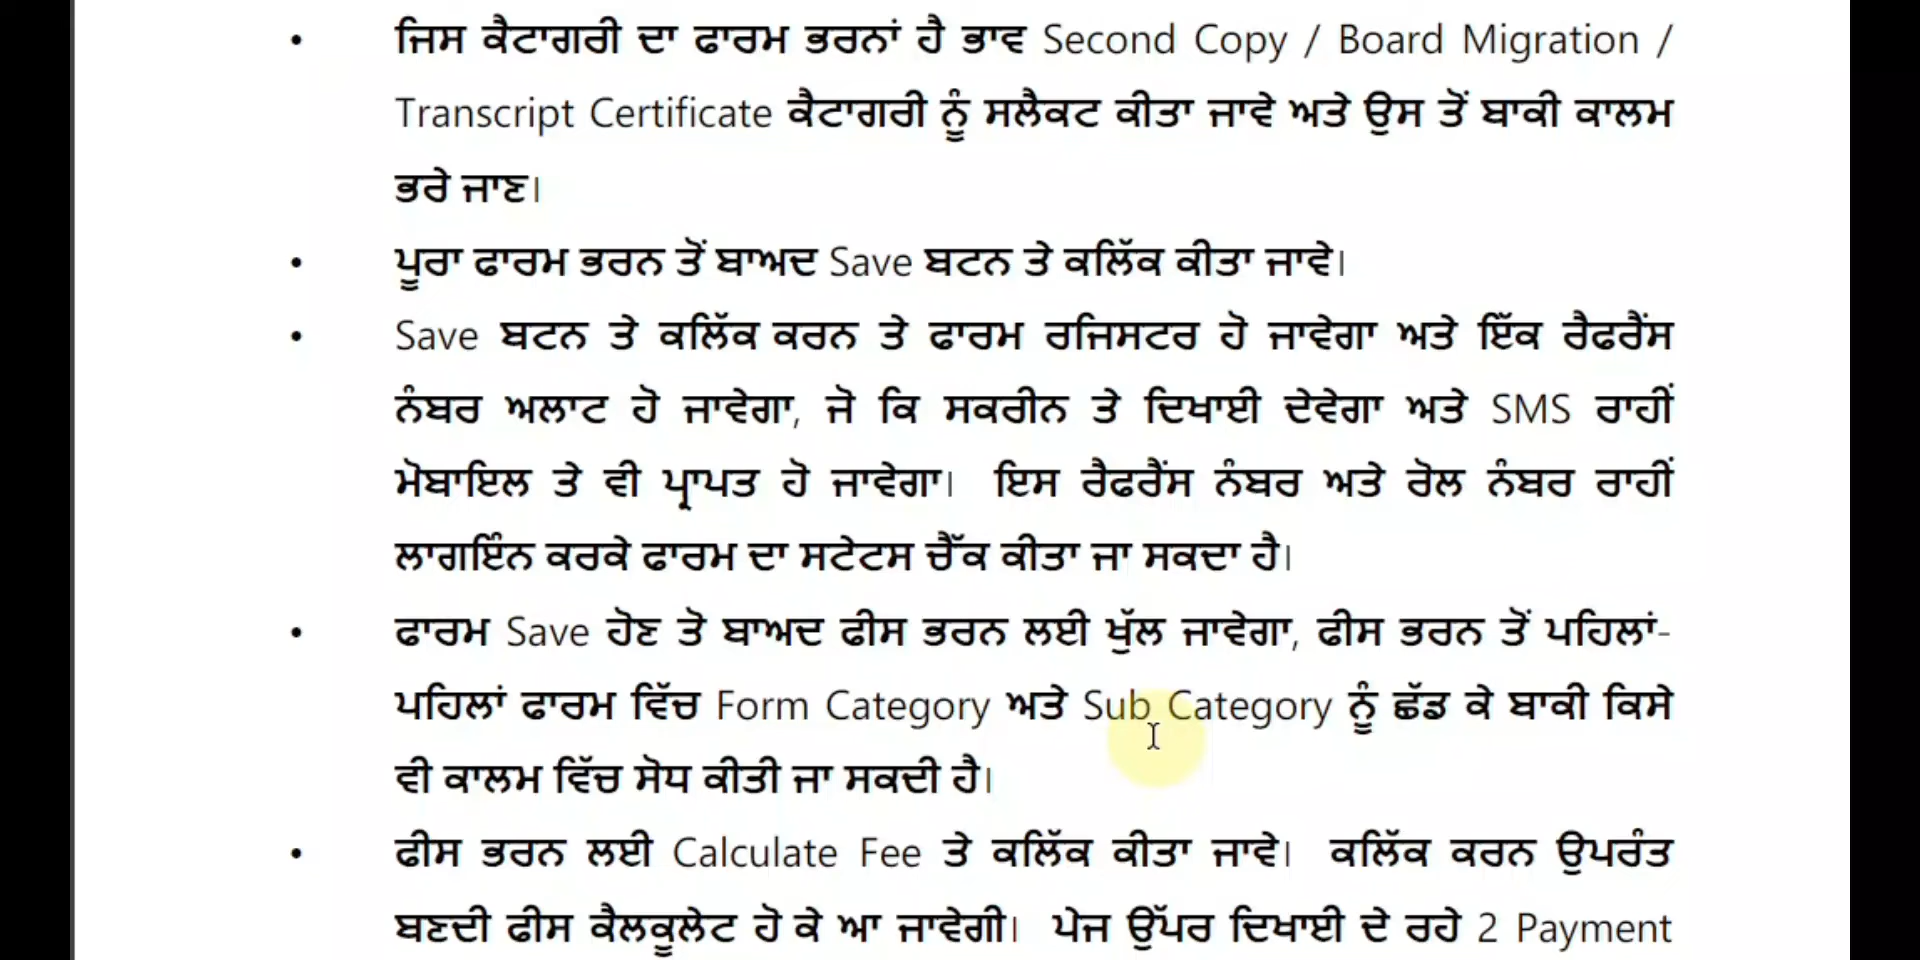 • ਜਿਸ ਕੈਟਾਗਰੀ ਦਾ ਫਾਰਮ ਭਰਨਾਂ ਹੈ ਭਾਵ Second Copy / Board Migration /
Transcript Certificate ਕੈਟਾਗਰੀ ਨੂੰ ਸਲੈਕਟ ਕੀਤਾ ਜਾਵੇ ਅਤੇ ਉਸ ਤੋਂ ਬਾਕੀ ਕਾਲਮ
ਭਰੇ ਜਾਣ।
• ਪੂਰਾ ਫਾਰਮ ਭਰਨ ਤੋਂ ਬਾਅਦ Save ਬਟਨ ਤੇ ਕਲਿੱਕ ਕੀਤਾ ਜਾਵੇ।
• Save ਬਟਨ ਤੇ ਕਲਿੱਕ ਕਰਨ ਤੇ ਫਾਰਮ ਰਜਿਸਟਰ ਹੋ ਜਾਵੇਗਾ ਅਤੇ ਇੱਕ ਰੈਫਰੈਂਸ
ਨੰਬਰ ਅਲਾਟ ਹੋ ਜਾਵੇਗਾ, ਜੋ ਕਿ ਸਕਰੀਨ ਤੇ ਦਿਖਾਈ ਦੇਵੇਗਾ ਅਤੇ SMS ਰਾਹੀਂ
ਮੋਬਾਇਲ ਤੇ ਵੀ ਪ੍ਰਾਪਤ ਹੋ ਜਾਵੇਗਾ। ਇਸ ਰੈਫਰੈਂਸ ਨੰਬਰ ਅਤੇ ਰੋਲ ਨੰਬਰ ਰਾਹੀਂ
ਲਾਗਇੰਨ ਕਰਕੇ ਫਾਰਮ ਦਾ ਸਟੇਟਸ ਚੈੱਕ ਕੀਤਾ ਜਾ ਸਕਦਾ ਹੈ।
• ਫਾਰਮ Save ਹੋਣ ਤੋ ਬਾਅਦ ਫੀਸ ਭਰਨ ਲਈ ਖੁੱਲ ਜਾਵੇਗਾ, ਫੀਸ ਭਰਨ ਤੋਂ ਪਹਿਲਾਂ-
ਪਹਿਲਾਂ ਫਾਰਮ ਵਿੱਚ Form Category ਅਤੇ Sub Category ਨੂੰ ਛੱਡ ਕੇ ਬਾਕੀ ਕਿਸੇ
ਵੀ ਕਾਲਮ ਵਿੱਚ ਸੋਧ ਕੀਤੀ ਜਾ ਸਕਦੀ ਹੈ।
• ਫੀਸ ਭਰਨ ਲਈ Calculate Fee ਤੇ ਕਲਿੱਕ ਕੀਤਾ ਜਾਵੇ। ਕਲਿੱਕ ਕਰਨ ਉਪਰੰਤ
ਬਣਦੀ ਫੀਸ ਕੈਲਕੂਲੇਟ ਹੋ ਕੇ ਆ ਜਾਵੇਗੀ। ਪੇਜ ਉੱਪਰ ਦਿਖਾਈ ਦੇ ਰਹੇ 2 Payment